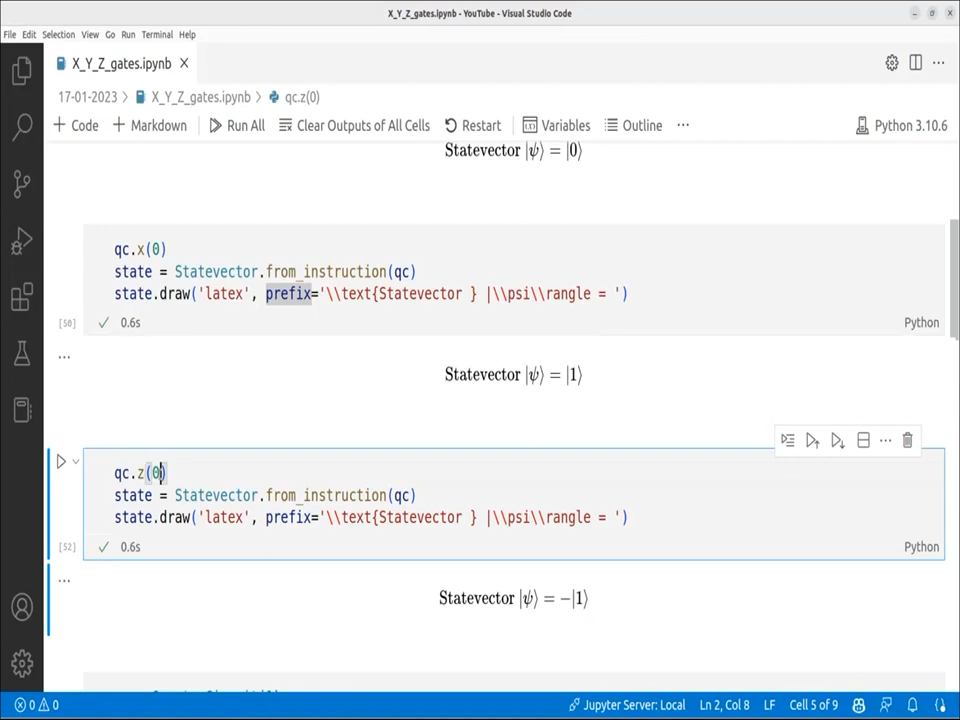 X_Y_Z_gates.ipynb - YouTube - Visual Studio Code
File Edit Selection View Go Run Terminal Help
X_Y_Z_gates.ipynb
17-01-2023 > X_Y_Z_gates.ipynb > qc.z(0)
+ Code + Markdown Run All Clear Outputs of All Cells Restart Variables Outline ... Python 3.10.6
Statevector |ψ⟩ = |0⟩
qc.x(0)
state = Statevector.from_instruction(qc)
state.draw('latex', prefix='\\text{Statevector } |\\psi\\rangle = ')
[50] ✓ 0.6s Python
...
Statevector |ψ⟩ = |1⟩
qc.z(0)
state = Statevector.from_instruction(qc)
state.draw('latex', prefix='\\text{Statevector } |\\psi\\rangle = ')
[52] ✓ 0.6s Python
...
Statevector |ψ⟩ = −|1⟩
0 0 Jupyter Server: Local Ln 2, Col 8 LF Cell 5 of 9